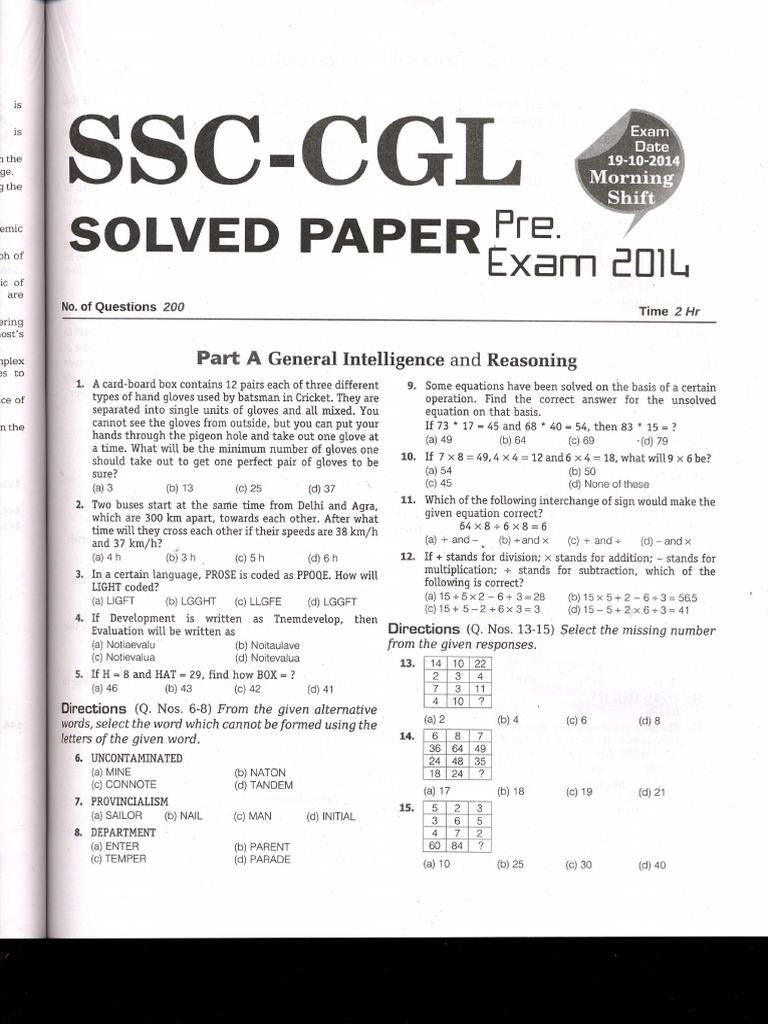 is
is
n the
ge.
g the
emic
ph of
ic of
are
ering
ost's
nplex
es to
ce of
n the
SSC-CGL
SOLVED PAPER Pre.
Exam 2014
Exam
Date
19-10-2014
Morning
Shift
No. of Questions 200
Time 2 Hr
Part A General Intelligence and Reasoning
1. A card-board box contains 12 pairs each of three different
types of hand gloves used by batsman in Cricket. They are
separated into single units of gloves and all mixed. You
cannot see the gloves from outside, but you can put your
hands through the pigeon hole and take out one glove at
a time. What will be the minimum number of gloves one
should take out to get one perfect pair of gloves to be
sure?
(a) 3 (b) 13 (c) 25 (d) 37
2. Two buses start at the same time from Delhi and Agra,
which are 300 km apart, towards each other. After what
time will they cross each other if their speeds are 38 km/h
and 37 km/h?
(a) 4 h (b) 3 h (c) 5 h (d) 6 h
3. In a certain language, PROSE is coded as PPOQE. How will
LIGHT coded?
(a) LIGFT (b) LGGHT (c) LLGFE (d) LGGFT
4. If Development is written as Tnemdevelop, then
Evaluation will be written as
(a) Notiaevalu (b) Noitaulave
(c) Notievalua (d) Noitevalua
5. If H = 8 and HAT = 29, find how BOX = ?
(a) 46 (b) 43 (c) 42 (d) 41
Directions (Q. Nos. 6-8) From the given alternative
words, select the word which cannot be formed using the
letters of the given word.
6. UNCONTAMINATED
(a) MINE (b) NATON
(c) CONNOTE (d) TANDEM
7. PROVINCIALISM
(a) SAILOR (b) NAIL (c) MAN (d) INITIAL
8. DEPARTMENT
(a) ENTER (b) PARENT
(c) TEMPER (d) PARADE
9. Some equations have been solved on the basis of a certain
operation. Find the correct answer for the unsolved
equation on that basis.
If 73 * 17 = 45 and 68 * 40 = 54, then 83 * 15 = ?
(a) 49 (b) 64 (c) 69 (d) 79
10. If 7 × 8 = 49, 4 × 4 = 12 and 6 × 4 = 18, what will 9 × 6 be?
(a) 54 (b) 50
(c) 45 (d) None of these
11. Which of the following interchange of sign would make the
given equation correct?
64 × 8 ÷ 6 × 8 = 6
(a) + and – (b) ÷ and × (c) + and ÷ (d) – and ×
12. If + stands for division; × stands for addition; – stands for
multiplication; ÷ stands for subtraction, which of the
following is correct?
(a) 15 ÷ 5 × 2 – 6 ÷ 3 = 28 (b) 15 × 5 ÷ 2 – 6 ÷ 3 = 56.5
(c) 15 + 5 – 2 ÷ 6 × 3 = 3 (d) 15 – 5 ÷ 2 × 6 ÷ 3 = 41
Directions (Q. Nos. 13-15) Select the missing number
from the given responses.
13. 14 10 22
2 3 4
7 3 11
4 10 ?
(a) 2 (b) 4 (c) 6 (d) 8
14. 6 8 7
36 64 49
24 48 35
18 24 ?
(a) 17 (b) 18 (c) 19 (d) 21
15. 5 2 3
3 6 5
4 7 2
60 84 ?
(a) 10 (b) 25 (c) 30 (d) 40